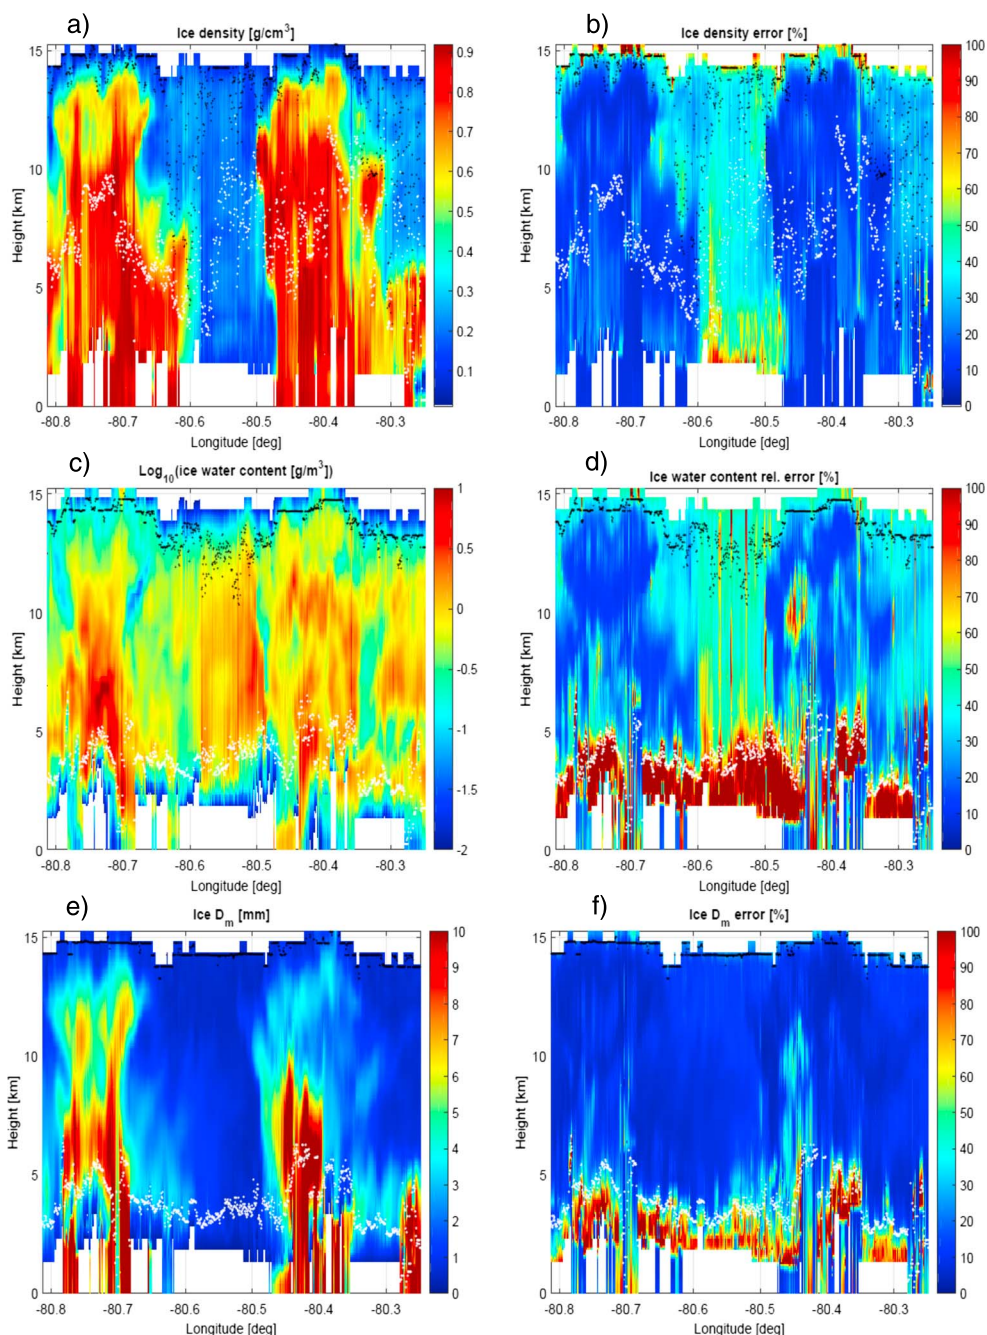 a)
Ice density [g/cm³]
15
10
5
0
Height [km]
-80.8 -80.7 -80.6 -80.5 -80.4 -80.3
Longitude [deg]
0.9
0.8
0.7
0.6
0.5
0.4
0.3
0.2
0.1
b)
Ice density error [%]
15
10
5
0
Height [km]
-80.8 -80.7 -80.6 -80.5 -80.4 -80.3
Longitude [deg]
100
90
80
70
60
50
40
30
20
10
0
c)
Log₁₀(ice water content [g/m³])
15
10
5
0
Height [km]
-80.8 -80.7 -80.6 -80.5 -80.4 -80.3
Longitude [deg]
1
0.5
0
-0.5
-1
-1.5
-2
d)
Ice water content rel. error [%]
15
10
5
0
Height [km]
-80.8 -80.7 -80.6 -80.5 -80.4 -80.3
Longitude [deg]
100
90
80
70
60
50
40
30
20
10
0
e)
Ice Dₘ [mm]
15
10
5
0
Height [km]
-80.8 -80.7 -80.6 -80.5 -80.4 -80.3
Longitude [deg]
10
9
8
7
6
5
4
3
2
1
0
f)
Ice Dₘ error [%]
15
10
5
0
Height [km]
-80.8 -80.7 -80.6 -80.5 -80.4 -80.3
Longitude [deg]
100
90
80
70
60
50
40
30
20
10
0